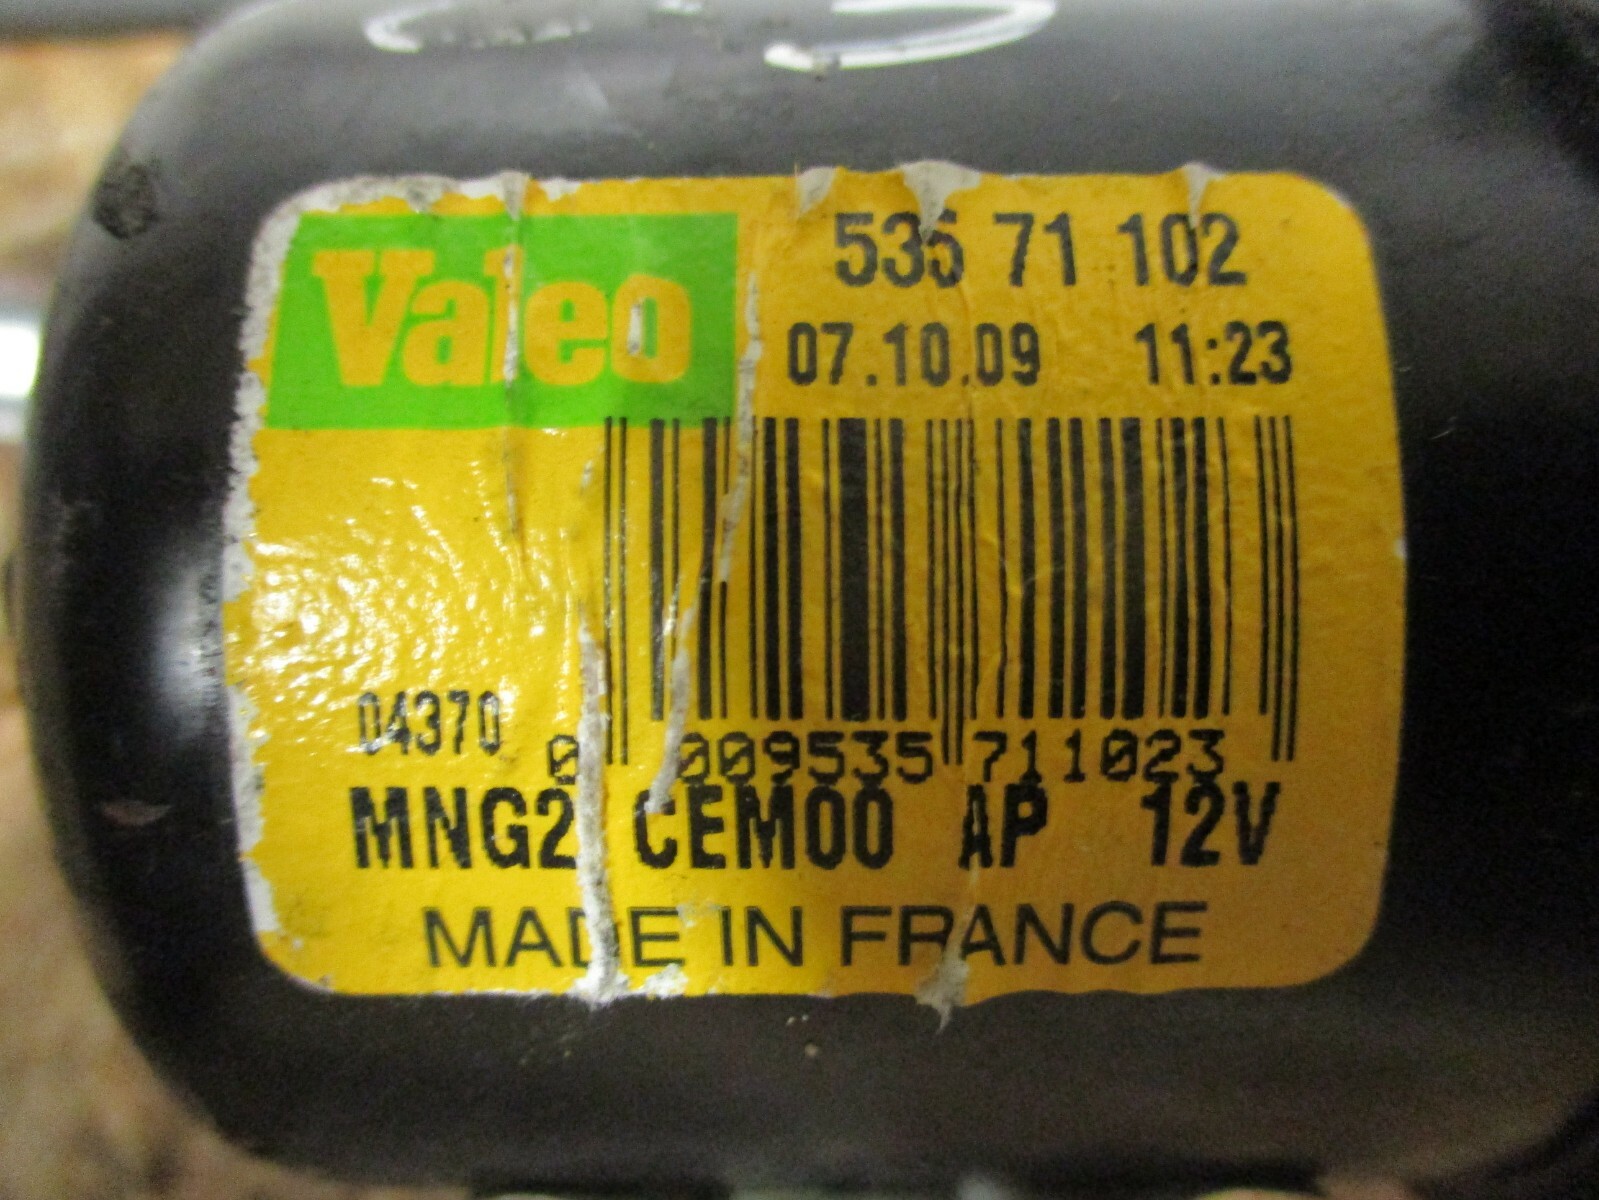 Valeo
535 71 102
07.10.09 11:23
04370
0 009535 711023
MNG2 CEM00 AP 12V
MADE IN FRANCE